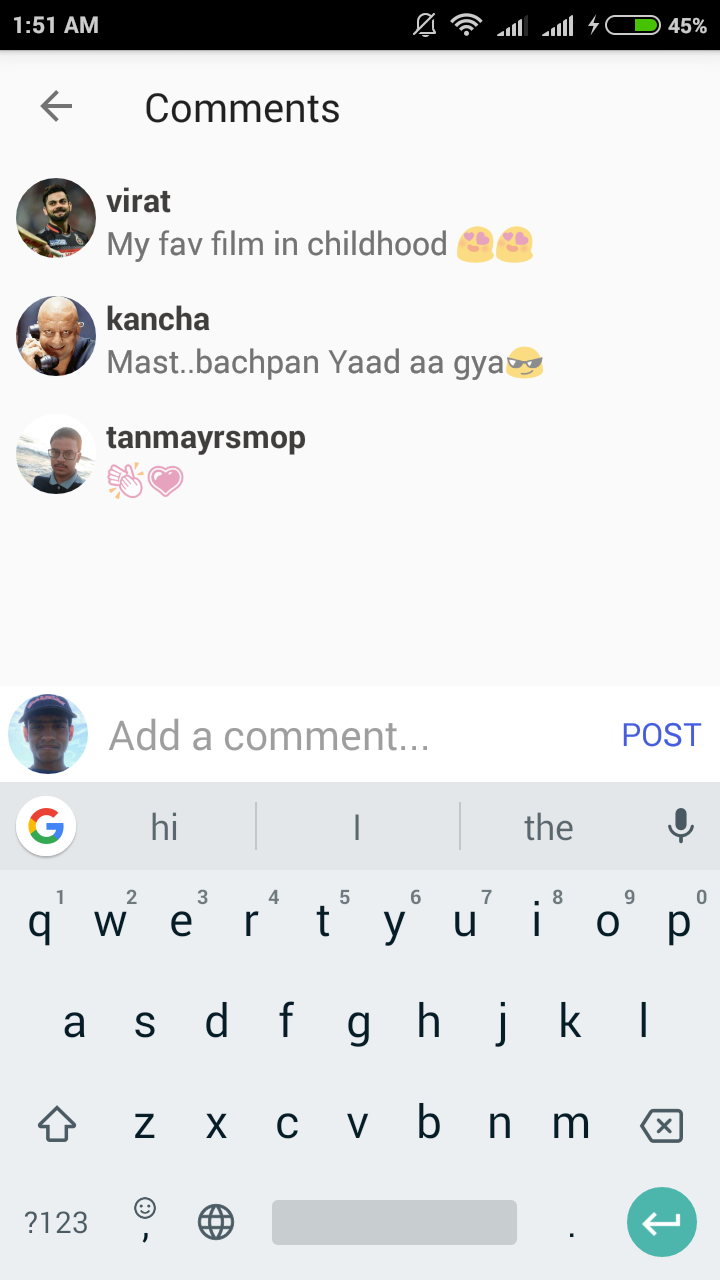 1:51 AM 45%
Comments
virat
My fav film in childhood 😍😍
kancha
Mast..bachpan Yaad aa gya😎
tanmayrsmop
👏💗
Add a comment... POST
G hi I the
1 2 3 4 5 6 7 8 9 0
q w e r t y u i o p
a s d f g h j k l
z x c v b n m
?123 , .